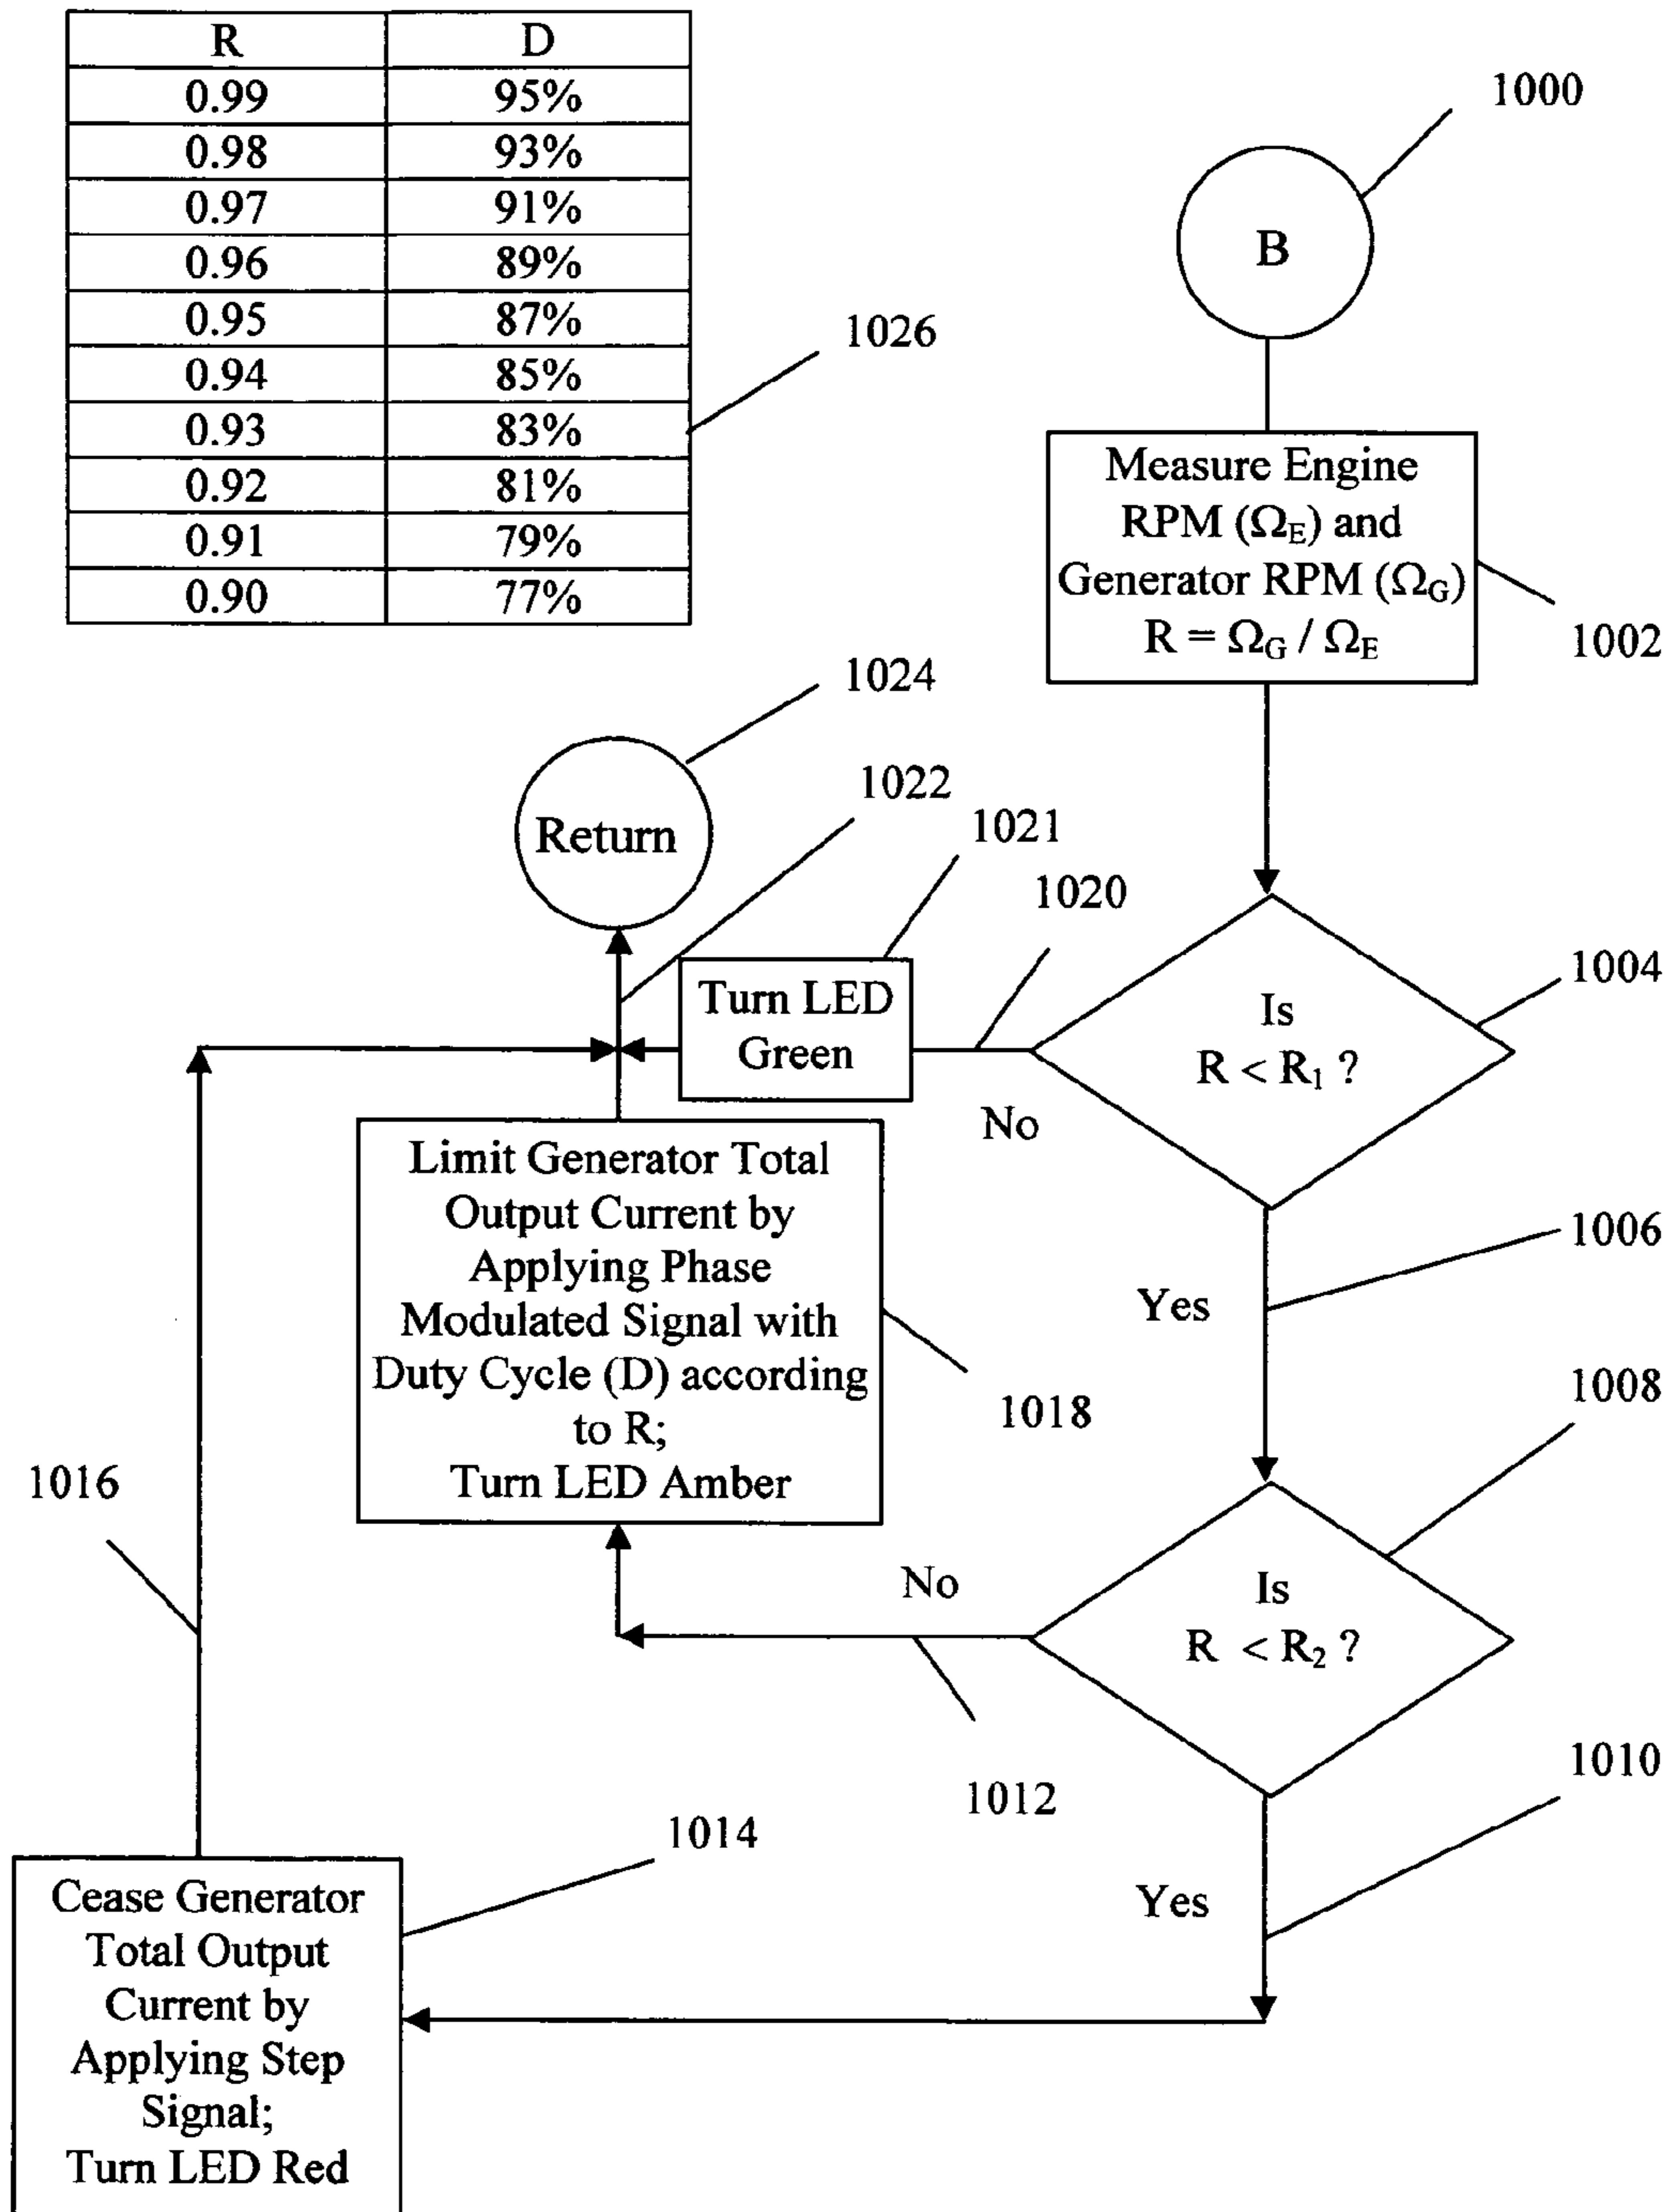 R D
0.99 95%
0.98 93%
0.97 91%
0.96 89%
0.95 87%
0.94 85%
0.93 83%
0.92 81%
0.91 79%
0.90 77%
1026
1000
B
Measure Engine
RPM (Ω_E) and
Generator RPM (Ω_G)
R = Ω_G / Ω_E
1002
1024
Return
1022
1021
Turn LED
Green
1020
No
Is
R < R₁ ?
1004
1006
Yes
Limit Generator Total
Output Current by
Applying Phase
Modulated Signal with
Duty Cycle (D) according
to R;
Turn LED Amber
1018
1008
Is
R < R₂ ?
No
1012
1010
Yes
1016
1014
Cease Generator
Total Output
Current by
Applying Step
Signal;
Turn LED Red